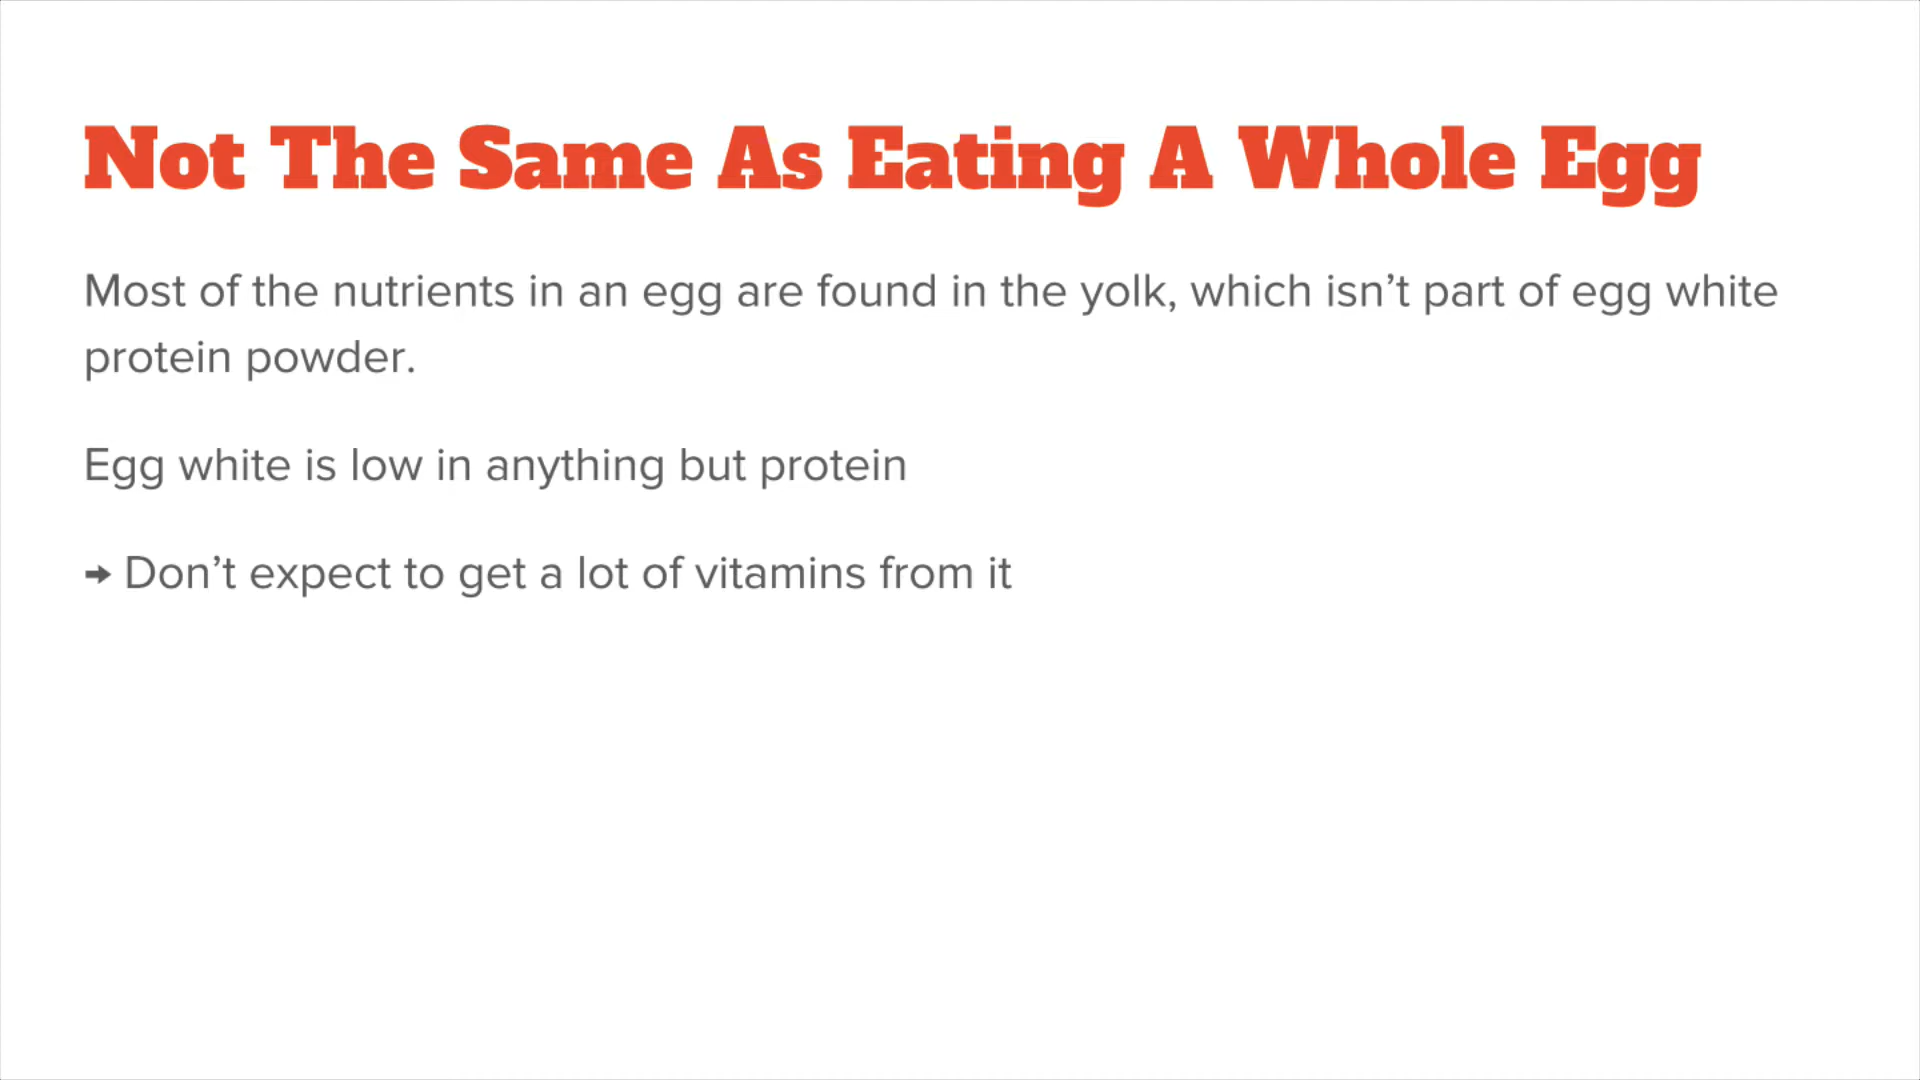 Not The Same As Eating A Whole Egg
Most of the nutrients in an egg are found in the yolk, which isn’t part of egg white
protein powder.
Egg white is low in anything but protein
→ Don’t expect to get a lot of vitamins from it